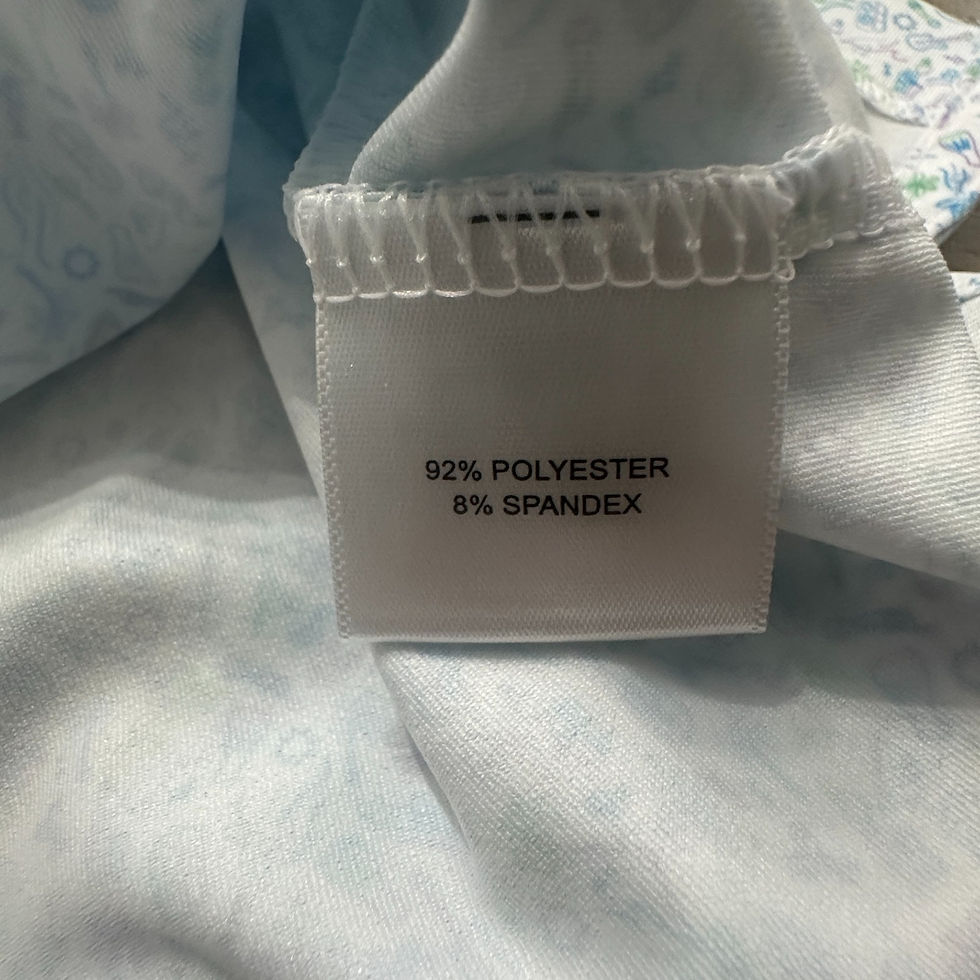 92% POLYESTER
8% SPANDEX